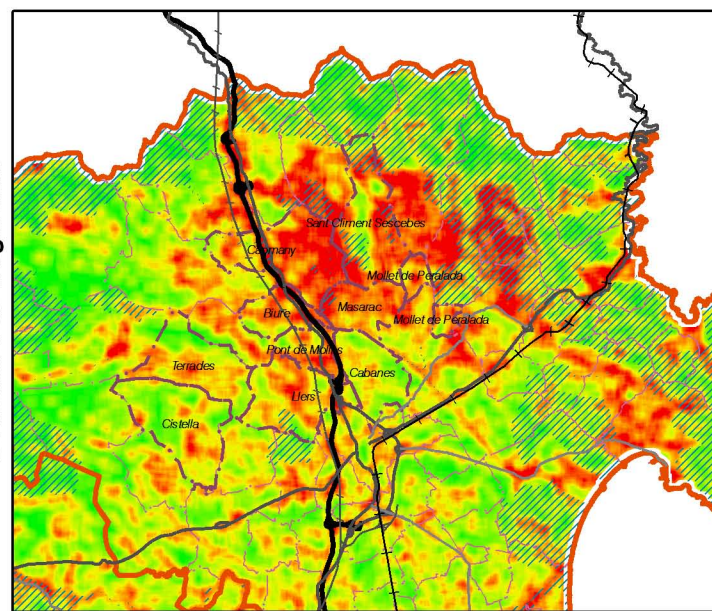 Sant Climent Sescebes
Capmany
Mollet de Peralada
Masarac
Biure
Mollet de Peralada
Pont de Molins
Terrades
Cabanes
Llers
Cistella